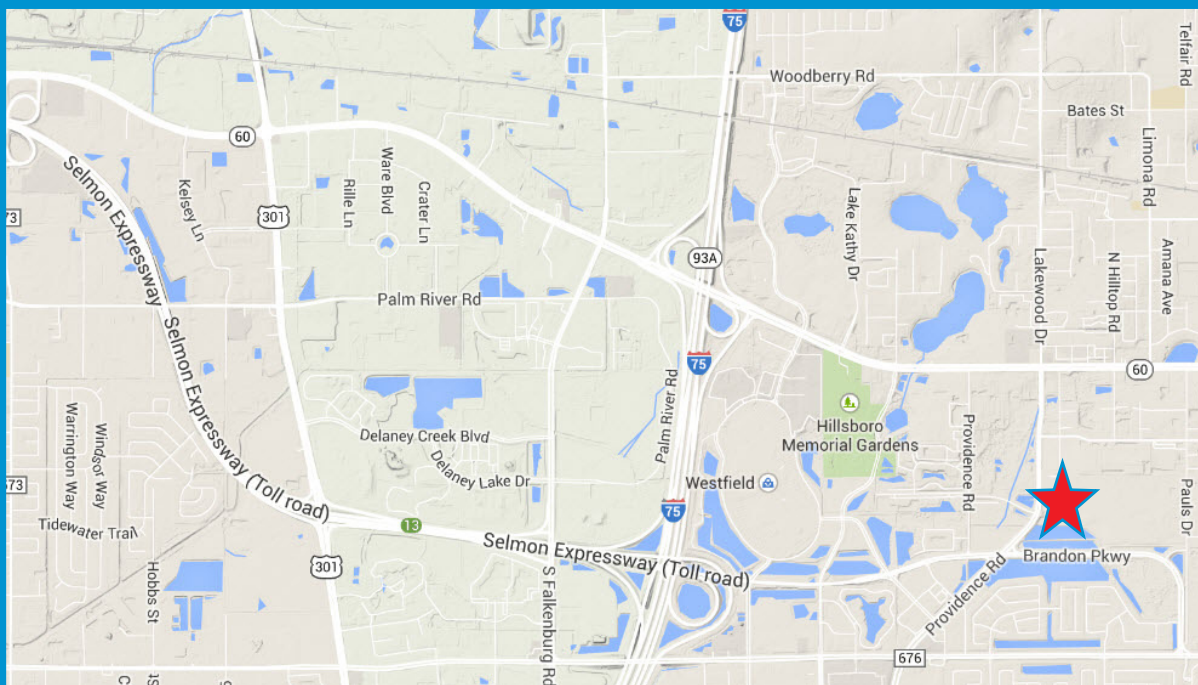 75
Telfair Rd
Woodberry Rd
Bates St
60
Limona Rd
Selmon Expressway
Kelsey Ln
Rille Ln
Ware Blvd
Crater Ln
301
73
Lake Kathy Dr
Lakewood Dr
N Hilltop Rd
Amana Ave
93A
Palm River Rd
Selmon Expressway (Toll road)
75
60
Palm River Rd
Hillsboro
Memorial Gardens
Providence Rd
Warrington Way
Windsor Way
Delaney Creek Blvd
Delaney Lake Dr
Westfield
73
75
Pauls Dr
Tidewater Trail
13
Selmon Expressway (Toll road)
Brandon Pkwy
301
Hobbs St
S Falkenburg Rd
Providence Rd
676